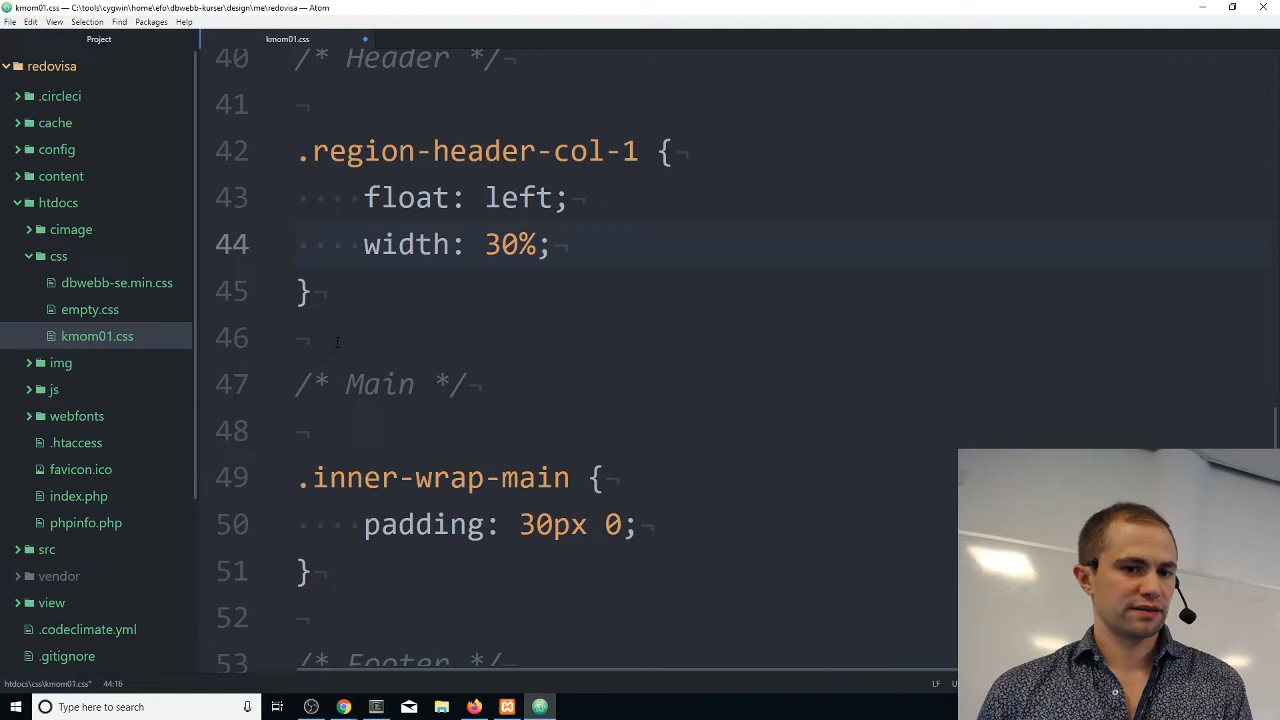 kmom01.css — C:\tools\cygwin\home\efo\dbwebb-kurser\design\me\redovisa — Atom
File Edit View Selection Find Packages Help
Project
kmom01.css
redovisa
.circleci
cache
config
content
htdocs
cimage
css
dbwebb-se.min.css
empty.css
kmom01.css
img
js
webfonts
.htaccess
favicon.ico
index.php
phpinfo.php
src
vendor
view
.codeclimate.yml
.gitignore
40 /* Header */
41
42 .region-header-col-1 {
43 float: left;
44 width: 30%;
45 }
46
47 /* Main */
48
49 .inner-wrap-main {
50 padding: 30px 0;
51 }
52
53 /* Footer */
htdocs\css\kmom01.css* 44:16
LF
Type here to search